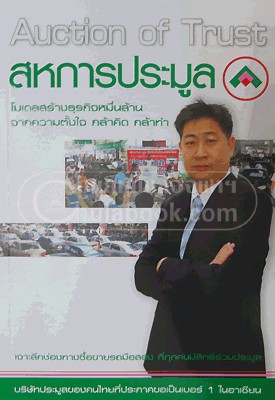 Auction of Trust
สหการประมูล
โมเดลสร้างธุรกิจหมื่นล้าน
จากความตั้งใจ กล้าคิด กล้าทำ
เจาะลึกช่องทางซื้อขายรถมือสอง ที่ทุกคนมีสิทธิ์ร่วมประมูล
บริษัทประมูลของคนไทยที่ประกาศขอเป็นเบอร์ 1 ในอาเซียน